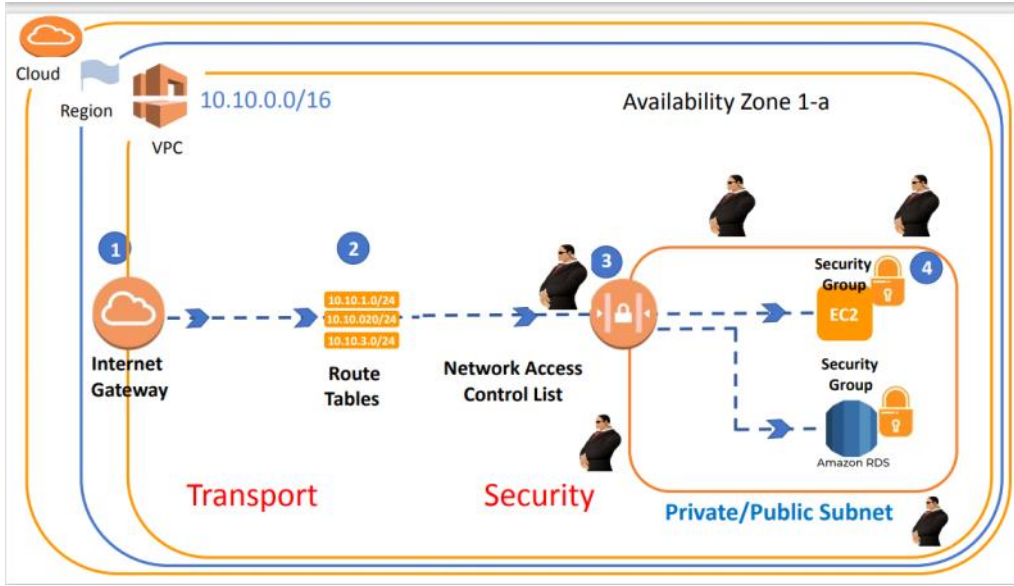 Cloud
Region
VPC
10.10.0.0/16
Availability Zone 1-a
1
2
3
4
Internet
Gateway
10.10.1.0/24
10.10.020/24
10.10.3.0/24
Route
Tables
Network Access
Control List
Security
Group
EC2
Security
Group
Amazon RDS
Transport
Security
Private/Public Subnet